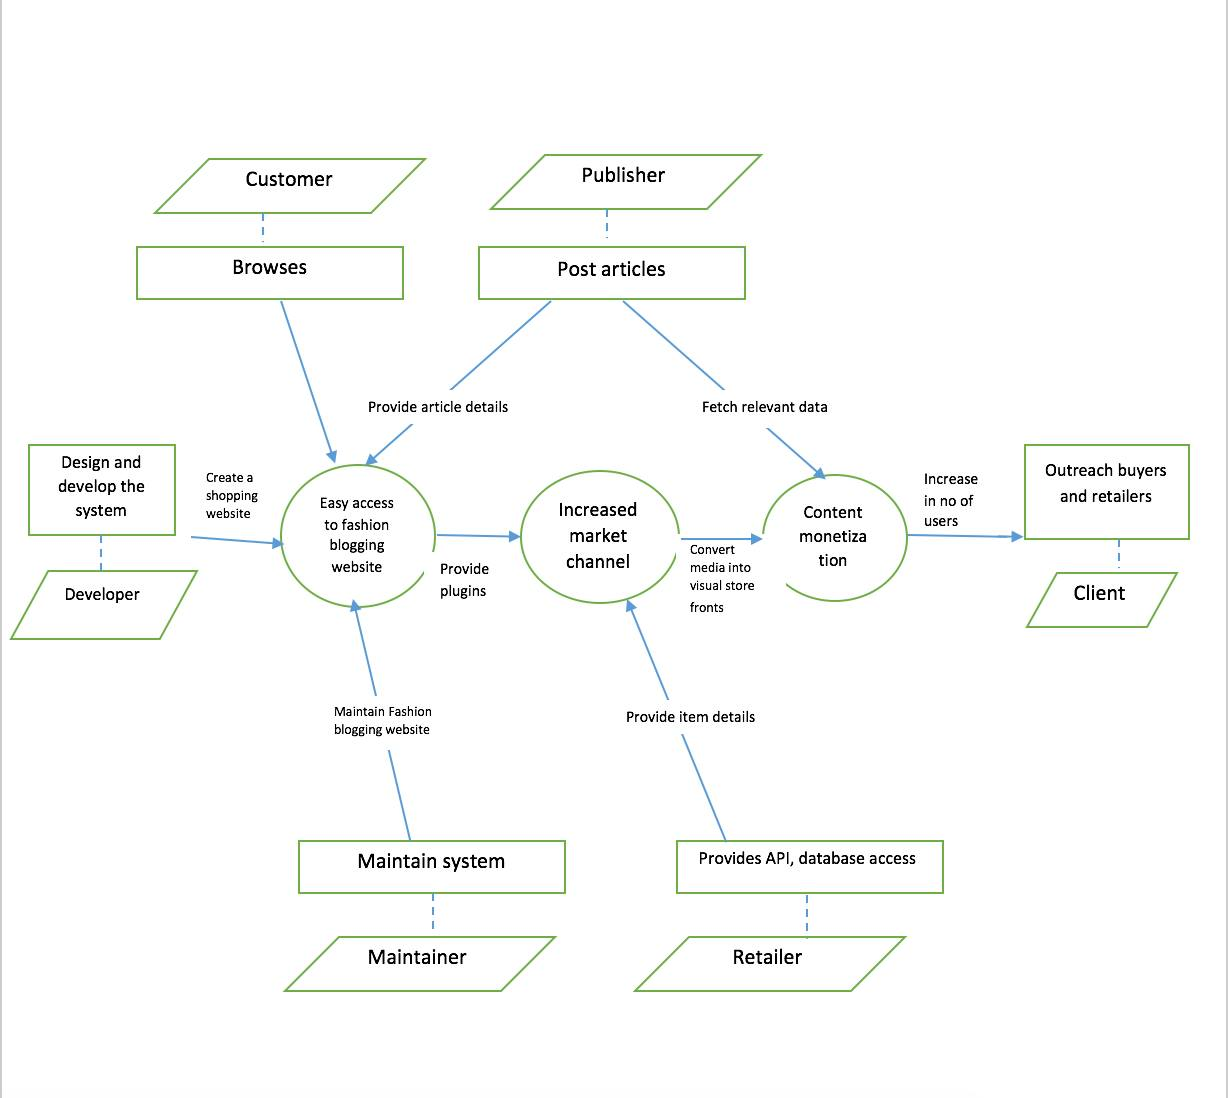 Customer
Publisher
Browses
Post articles
Provide article details
Fetch relevant data
Design and
develop the
system
Developer
Create a
shopping
website
Easy access
to fashion
blogging
website
Provide
plugins
Increased
market
channel
Convert
media into
visual store
fronts
Content
monetiza
tion
Increase
in no of
users
Outreach buyers
and retailers
Client
Maintain Fashion
blogging website
Provide item details
Maintain system
Provides API, database access
Maintainer
Retailer